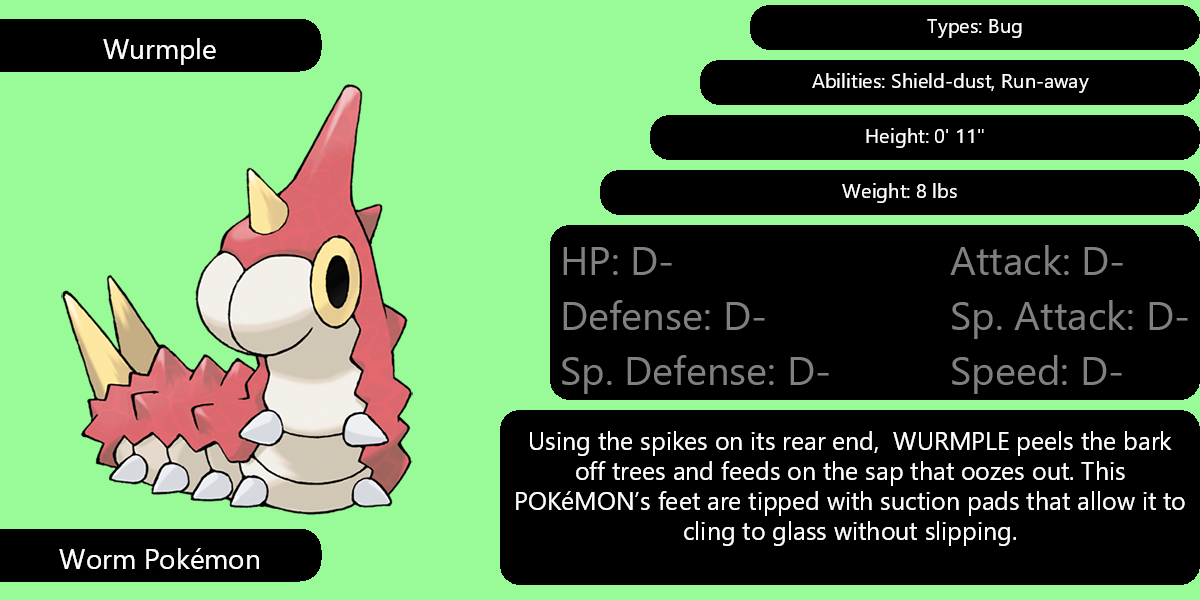 Wurmple
Types: Bug
Abilities: Shield-dust, Run-away
Height: 0' 11"
Weight: 8 lbs
HP: D-
Attack: D-
Defense: D-
Sp. Attack: D-
Sp. Defense: D-
Speed: D-
Using the spikes on its rear end,  WURMPLE peels the bark
off trees and feeds on the sap that oozes out. This
POKéMON’s feet are tipped with suction pads that allow it to
cling to glass without slipping.
Worm Pokémon